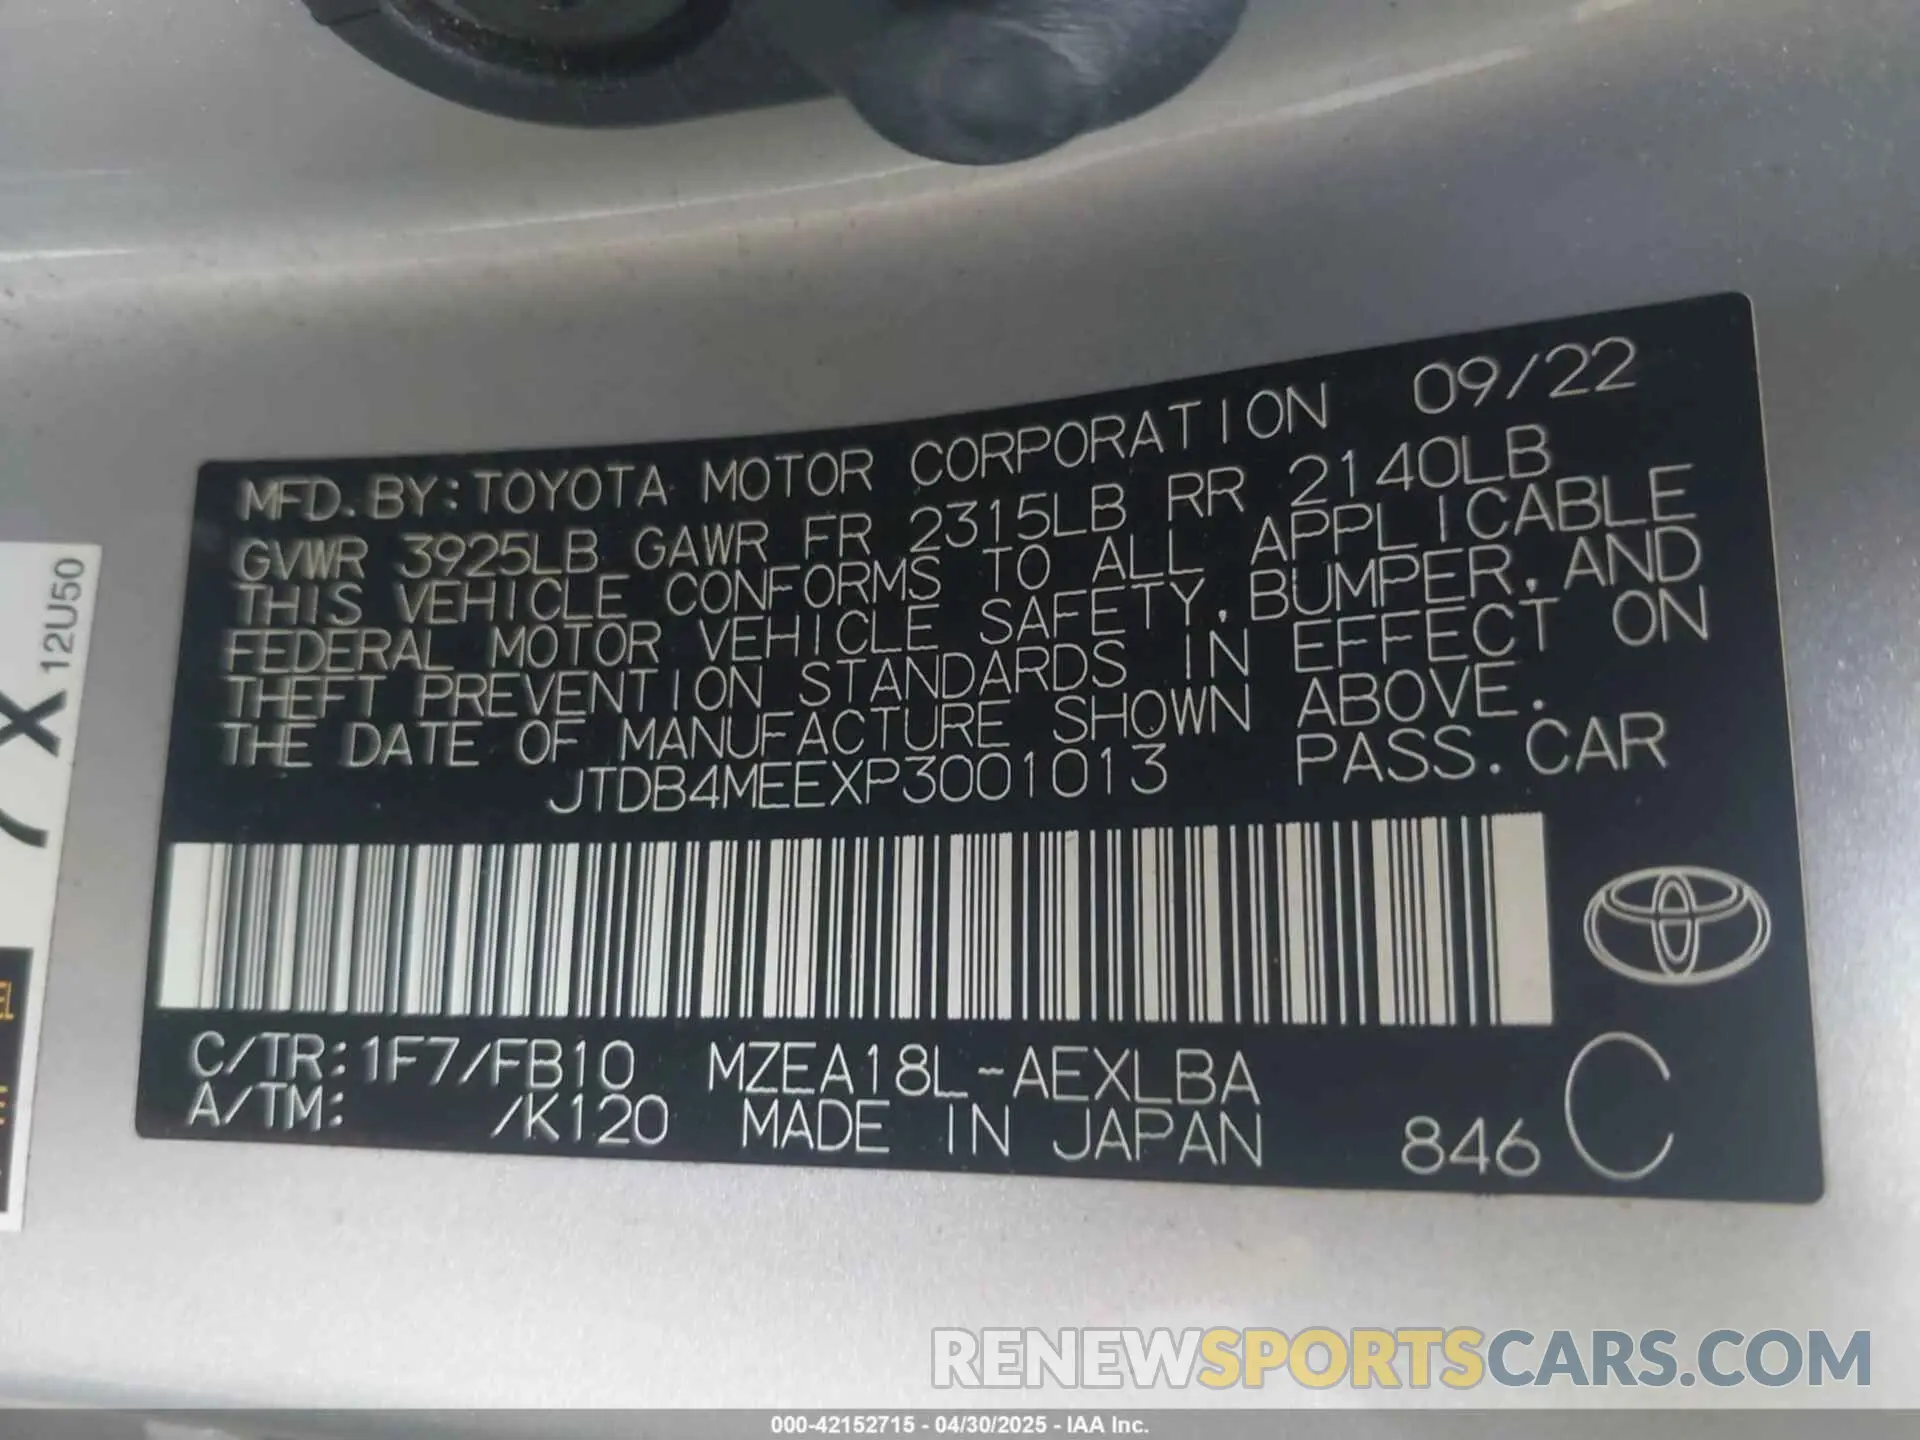 MFD. BY: TOYOTA MOTOR CORPORATION 09/22
GVWR 3925LB GAWR FR 2315LB RR 2140LB
THIS VEHICLE CONFORMS TO ALL APPLICABLE
FEDERAL MOTOR VEHICLE SAFETY, BUMPER, AND
THEFT PREVENTION STANDARDS IN EFFECT ON
THE DATE OF MANUFACTURE SHOWN ABOVE.
JTDB4MEEXP3001013 PASS. CAR
C/TR: 1F7/FB10 MZEA18L-AEXLBA
A/TM: /K120 MADE IN JAPAN 846 C
12U50
X
RENEWSPORTSCARS.COM
000-42152715 - 04/30/2025 - IAA Inc.